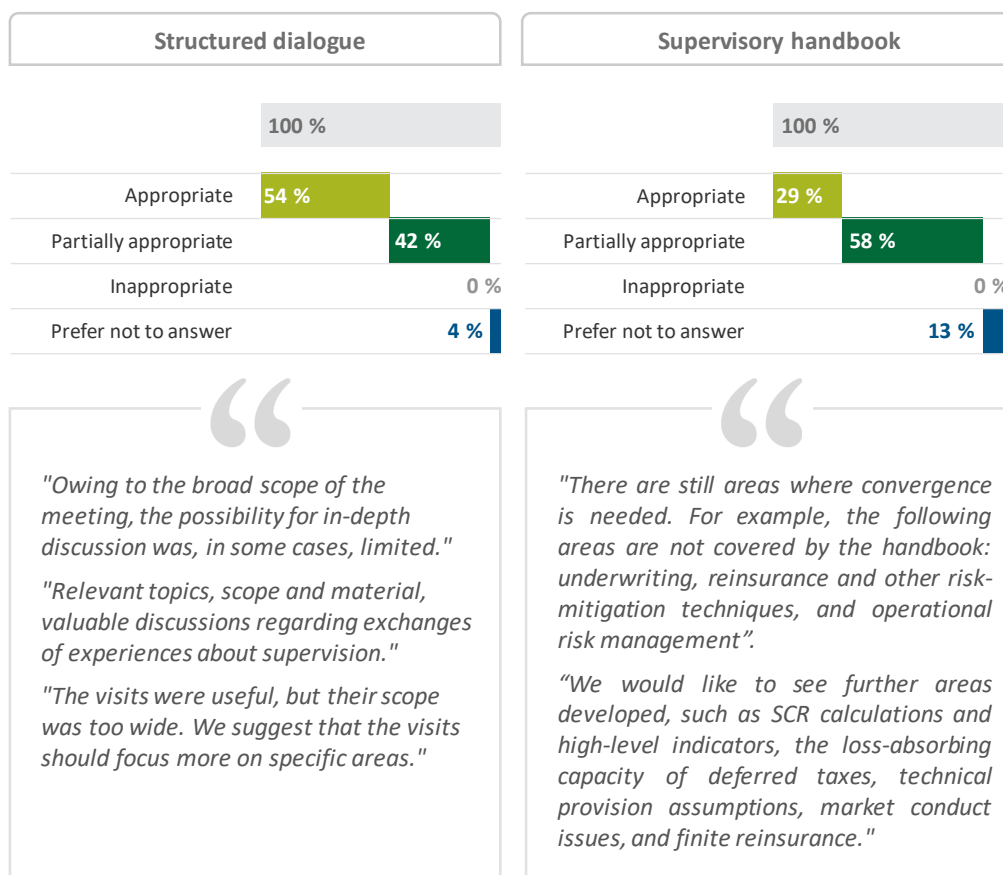 Structured dialogue
100 %
Appropriate 54 %
Partially appropriate 42 %
Inappropriate 0 %
Prefer not to answer 4 %
"Owing to the broad scope of the
meeting, the possibility for in-depth
discussion was, in some cases, limited."
"Relevant topics, scope and material,
valuable discussions regarding exchanges
of experiences about supervision."
"The visits were useful, but their scope
was too wide. We suggest that the visits
should focus more on specific areas."
Supervisory handbook
100 %
Appropriate 29 %
Partially appropriate 58 %
Inappropriate 0 %
Prefer not to answer 13 %
"There are still areas where convergence
is needed. For example, the following
areas are not covered by the handbook:
underwriting, reinsurance and other risk-
mitigation techniques, and operational
risk management”.
“We would like to see further areas
developed, such as SCR calculations and
high-level indicators, the loss-absorbing
capacity of deferred taxes, technical
provision assumptions, market conduct
issues, and finite reinsurance."